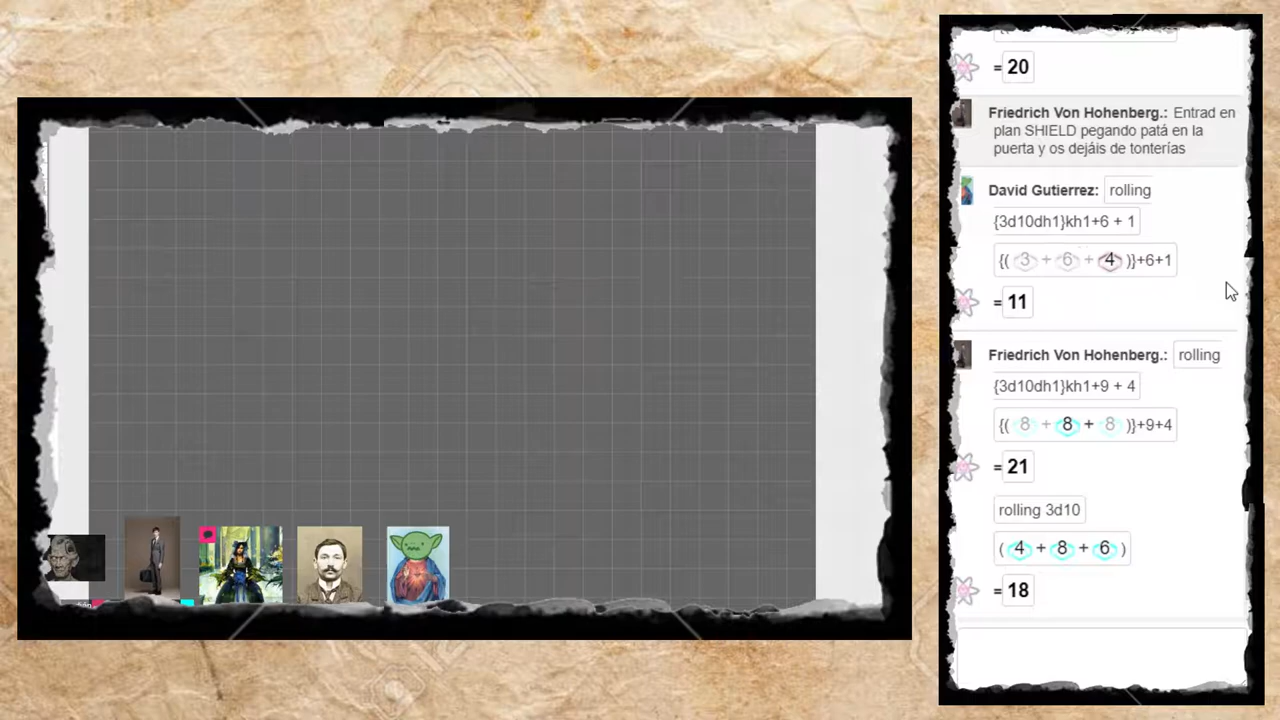 = 20
Friedrich Von Hohenberg.: Entrad en
plan SHIELD pegando patá en la
puerta y os dejáis de tonterías
David Gutierrez: rolling
{3d10dh1}kh1+6 + 1
{( 3 + 6 + 4 )}+6+1
= 11
Friedrich Von Hohenberg.: rolling
{3d10dh1}kh1+9 + 4
{( 8 + 8 + 8 )}+9+4
= 21
rolling 3d10
( 4 + 8 + 6 )
= 18